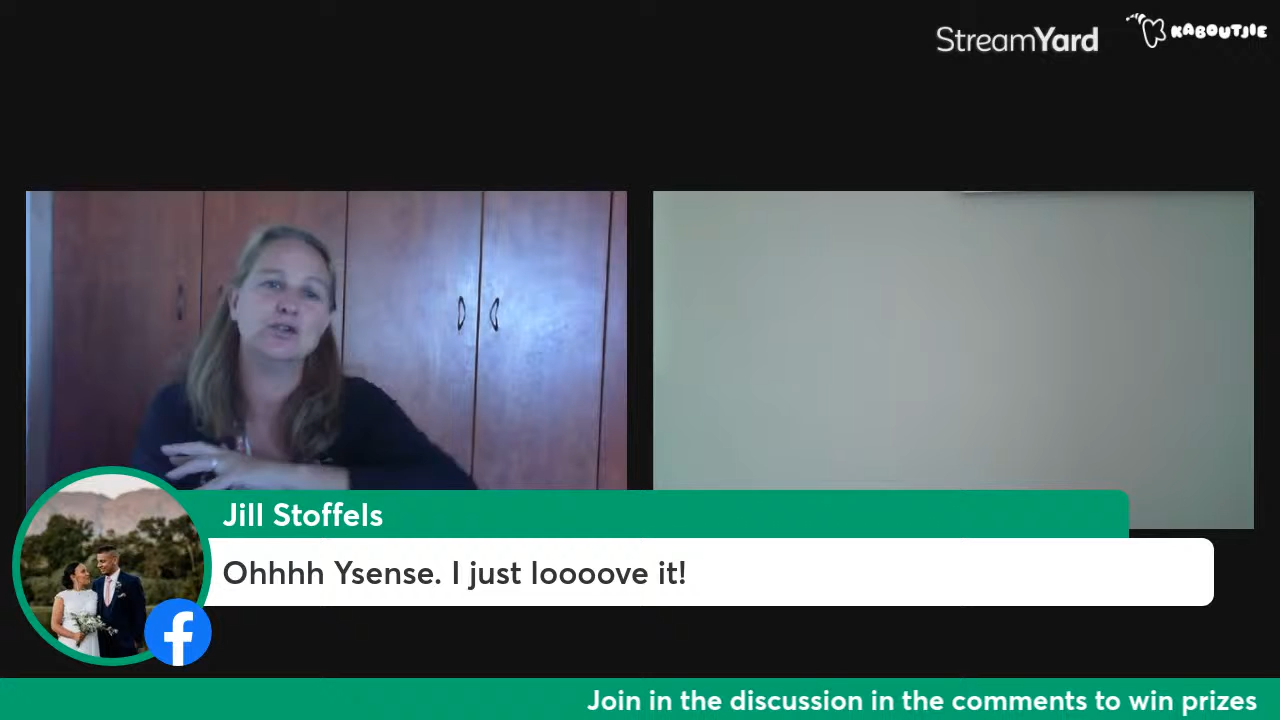 StreamYard
KABOUTJIE
Jill Stoffels
Ohhhh Ysense. I just loooove it!
Join in the discussion in the comments to win prizes